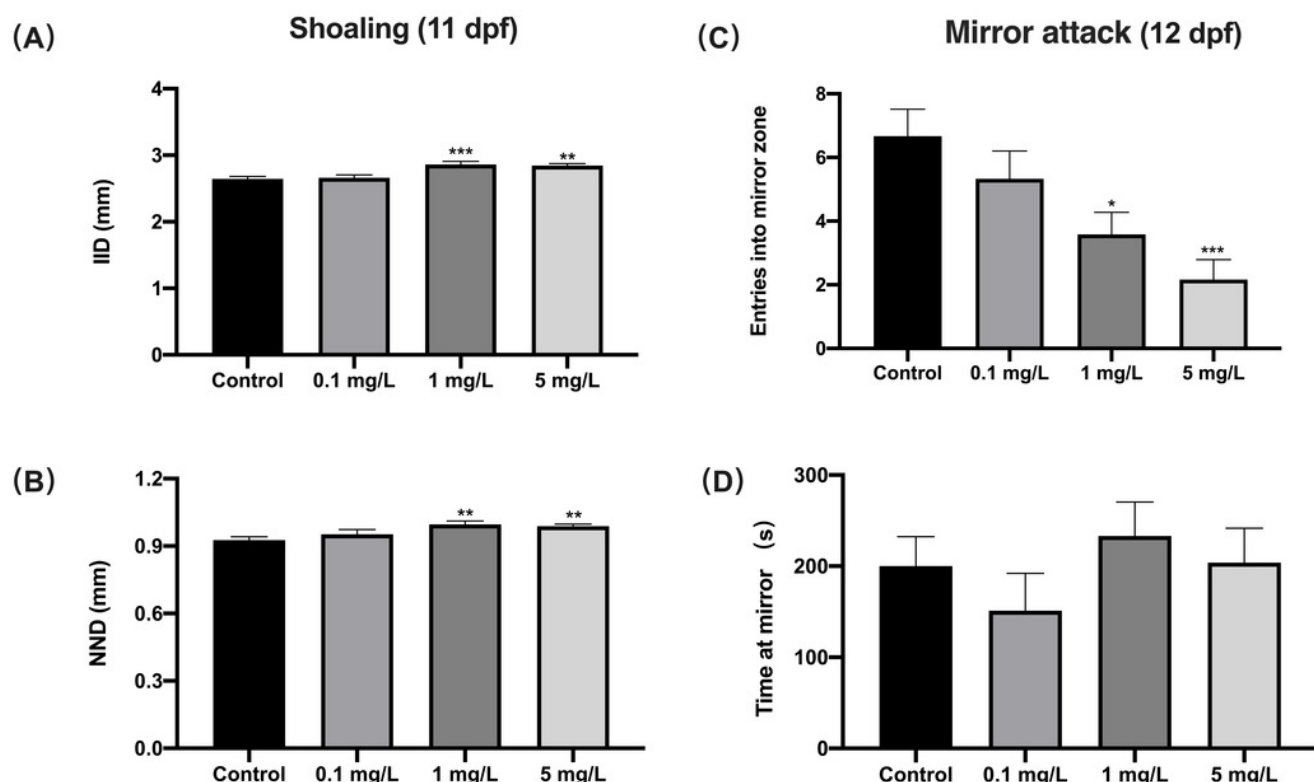 (A)
Shoaling (11 dpf)
IID (mm)
4
3
2
1
0
***
**
Control 0.1 mg/L 1 mg/L 5 mg/L
(B)
NND (mm)
1.2
0.9
0.6
0.3
0.0
**
**
Control 0.1 mg/L 1 mg/L 5 mg/L
(C)
Mirror attack (12 dpf)
Entries into mirror zone
8
6
4
2
0
*
***
Control 0.1 mg/L 1 mg/L 5 mg/L
(D)
Time at mirror (s)
300
200
100
0
Control 0.1 mg/L 1 mg/L 5 mg/L